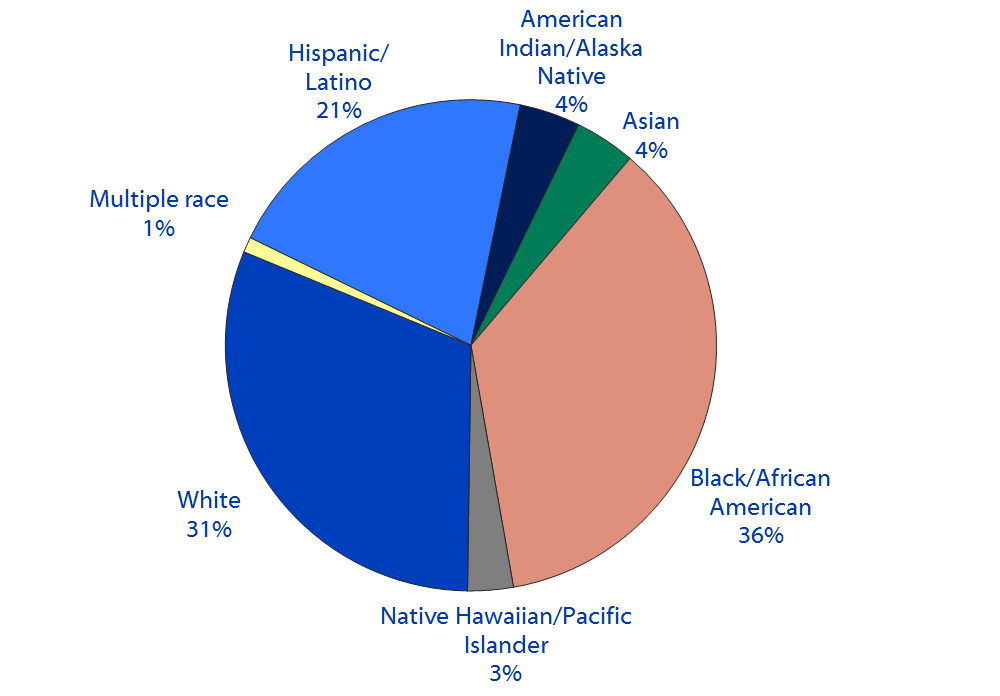 American
Indian/Alaska
Native
4%
Asian
4%
Black/African
American
36%
Native Hawaiian/Pacific
Islander
3%
White
31%
Multiple race
1%
Hispanic/
Latino
21%